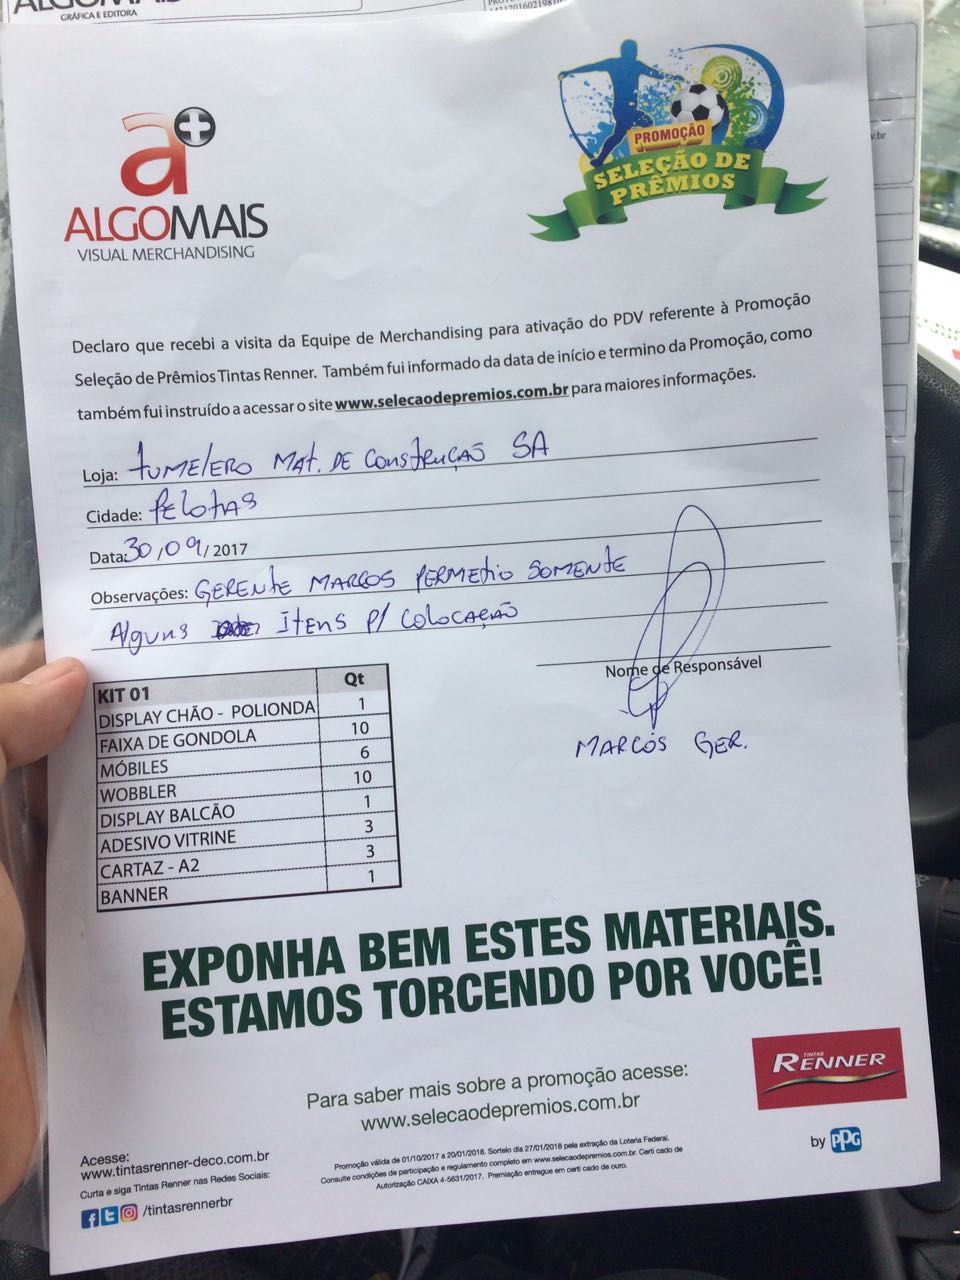 ALGOMAIS
GRÁFICA E EDITORA
a+
ALGOMAIS
VISUAL MERCHANDISING
PROMOÇÃO
SELEÇÃO DE
PRÊMIOS
Declaro que recebi a visita da Equipe de Merchandising para ativação do PDV referente à Promoção
Seleção de Prêmios Tintas Renner. Também fui informado da data de início e termino da Promoção, como
também fui instruído a acessar o site www.selecaodepremios.com.br para maiores informações.
Loja: TUMELERO MAT. DE CONSTRUÇÃO SA
Cidade: PELOTAS
Data: 30/09/2017
Observações: GERENTE MARCOS PERMETIO SOMENTE
Alguns ITENS P/ COLOCAÇÃO
Nome de Responsável
MARCOS GER.
KIT 01 Qt
DISPLAY CHÃO - POLIONDA 1
FAIXA DE GONDOLA 10
MÓBILES 6
WOBBLER 10
DISPLAY BALCÃO 1
ADESIVO VITRINE 3
CARTAZ - A2 3
BANNER 1
EXPONHA BEM ESTES MATERIAIS.
ESTAMOS TORCENDO POR VOCÊ!
Para saber mais sobre a promoção acesse:
www.selecaodepremios.com.br
TINTAS
RENNER
by PPG
Acesse:
www.tintasrenner-deco.com.br
Curta e siga Tintas Renner nas Redes Sociais:
/tintasrennerbr
Promoção válida de 01/10/2017 a 20/01/2018. Sorteio dia 27/01/2018 pela extração da Loteria Federal.
Consulte condições de participação e regulamento completo em www.selecaodepremios.com.br. Certi cado de
Autorização CAIXA 4-5631/2017. Premiação entregue em certi cado de ouro.